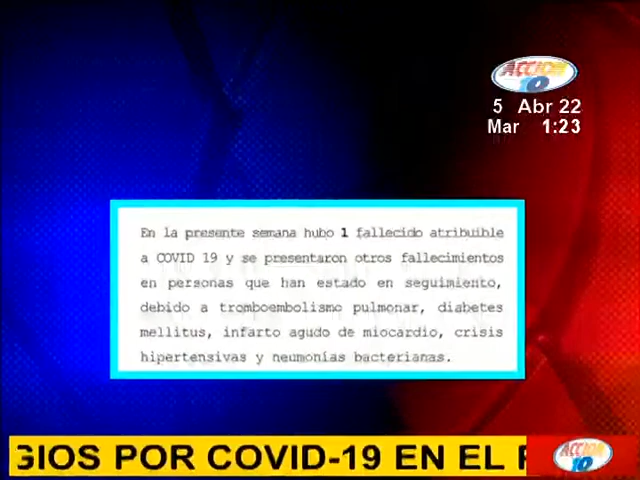 ACCION
10
5 Abr 22
Mar 1:23
En la presente semana hubo 1 fallecido atribuible
a COVID 19 y se presentaron otros fallecimientos
en personas que han estado en seguimiento,
debido a tromboembolismo pulmonar, diabetes
mellitus, infarto agudo de miocardio, crisis
hipertensivas y neumonías bacterianas.
GIOS POR COVID-19 EN EL
ACCION
10